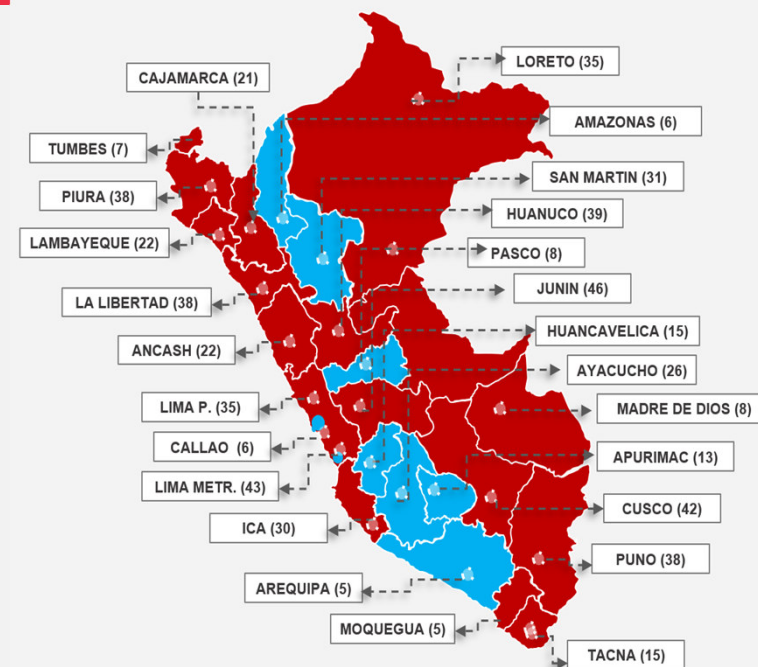 LORETO (35)
CAJAMARCA (21)
AMAZONAS (6)
TUMBES (7)
SAN MARTIN (31)
PIURA (38)
HUANUCO (39)
LAMBAYEQUE (22)
PASCO (8)
JUNIN (46)
LA LIBERTAD (38)
HUANCAVELICA (15)
ANCASH (22)
AYACUCHO (26)
LIMA P. (35)
MADRE DE DIOS (8)
CALLAO (6)
APURIMAC (13)
LIMA METR. (43)
CUSCO (42)
ICA (30)
PUNO (38)
AREQUIPA (5)
MOQUEGUA (5)
TACNA (15)